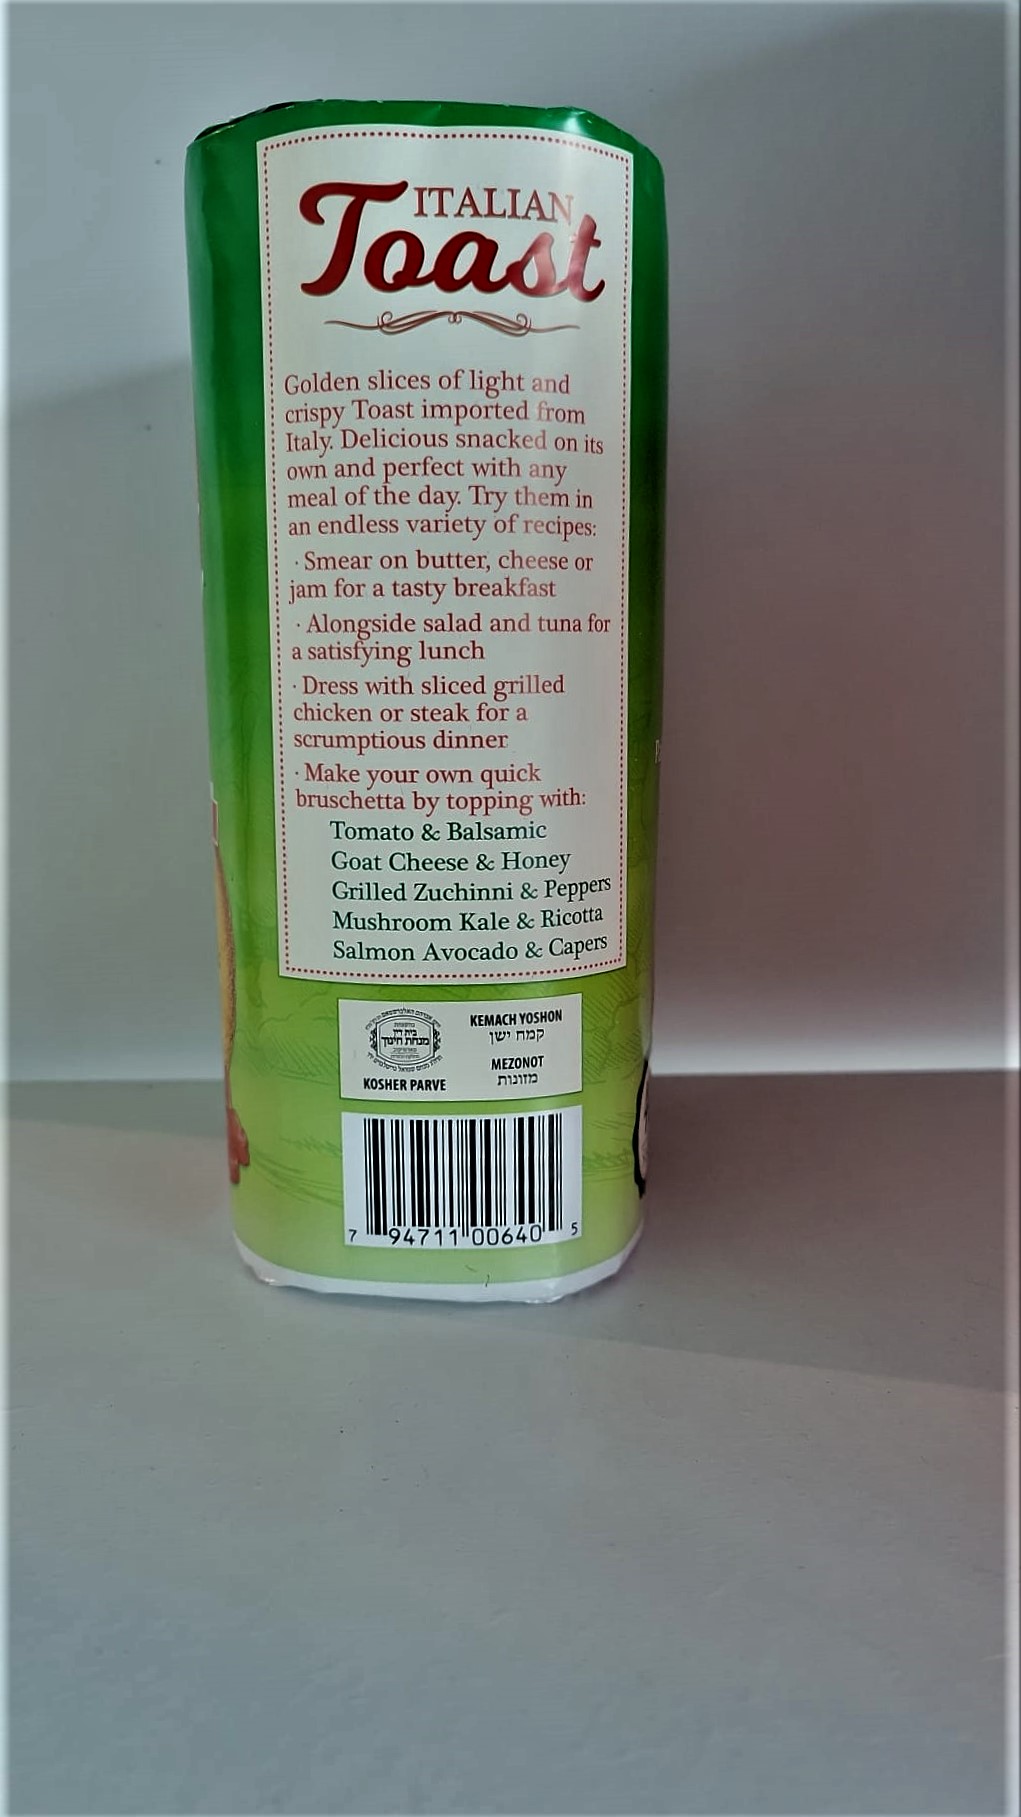 ITALIAN
Toast
Golden slices of light and
crispy Toast imported from
Italy. Delicious snacked on its
own and perfect with any
meal of the day. Try them in
an endless variety of recipes:
· Smear on butter, cheese or
jam for a tasty breakfast
· Alongside salad and tuna for
a satisfying lunch
· Dress with sliced grilled
chicken or steak for a
scrumptious dinner
· Make your own quick
bruschetta by topping with:
Tomato & Balsamic
Goat Cheese & Honey
Grilled Zuchinni & Peppers
Mushroom Kale & Ricotta
Salmon Avocado & Capers
בית דין
מנחת חינוך
KOSHER PARVE
KEMACH YOSHON
קמח ישן
MEZONOT
מזונות
7 94711 00640 5